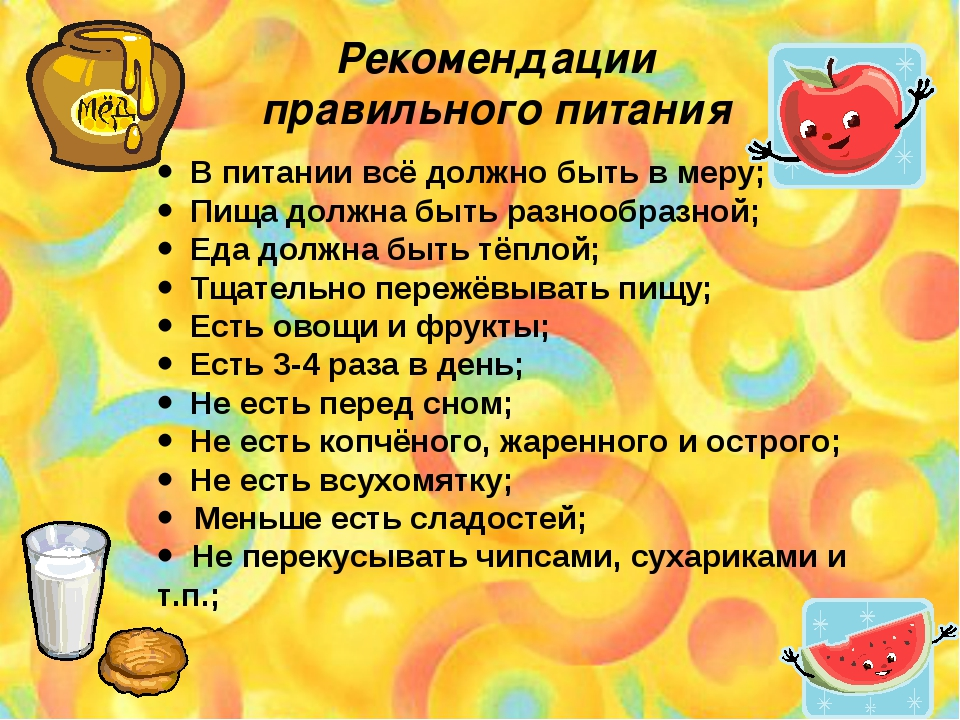 Рекомендации
правильного питания
мёд
• В питании всё должно быть в меру;
• Пища должна быть разнообразной;
• Еда должна быть тёплой;
• Тщательно пережёвывать пищу;
• Есть овощи и фрукты;
• Есть 3-4 раза в день;
• Не есть перед сном;
• Не есть копчёного, жаренного и острого;
• Не есть всухомятку;
• Меньше есть сладостей;
• Не перекусывать чипсами, сухариками и
т.п.;